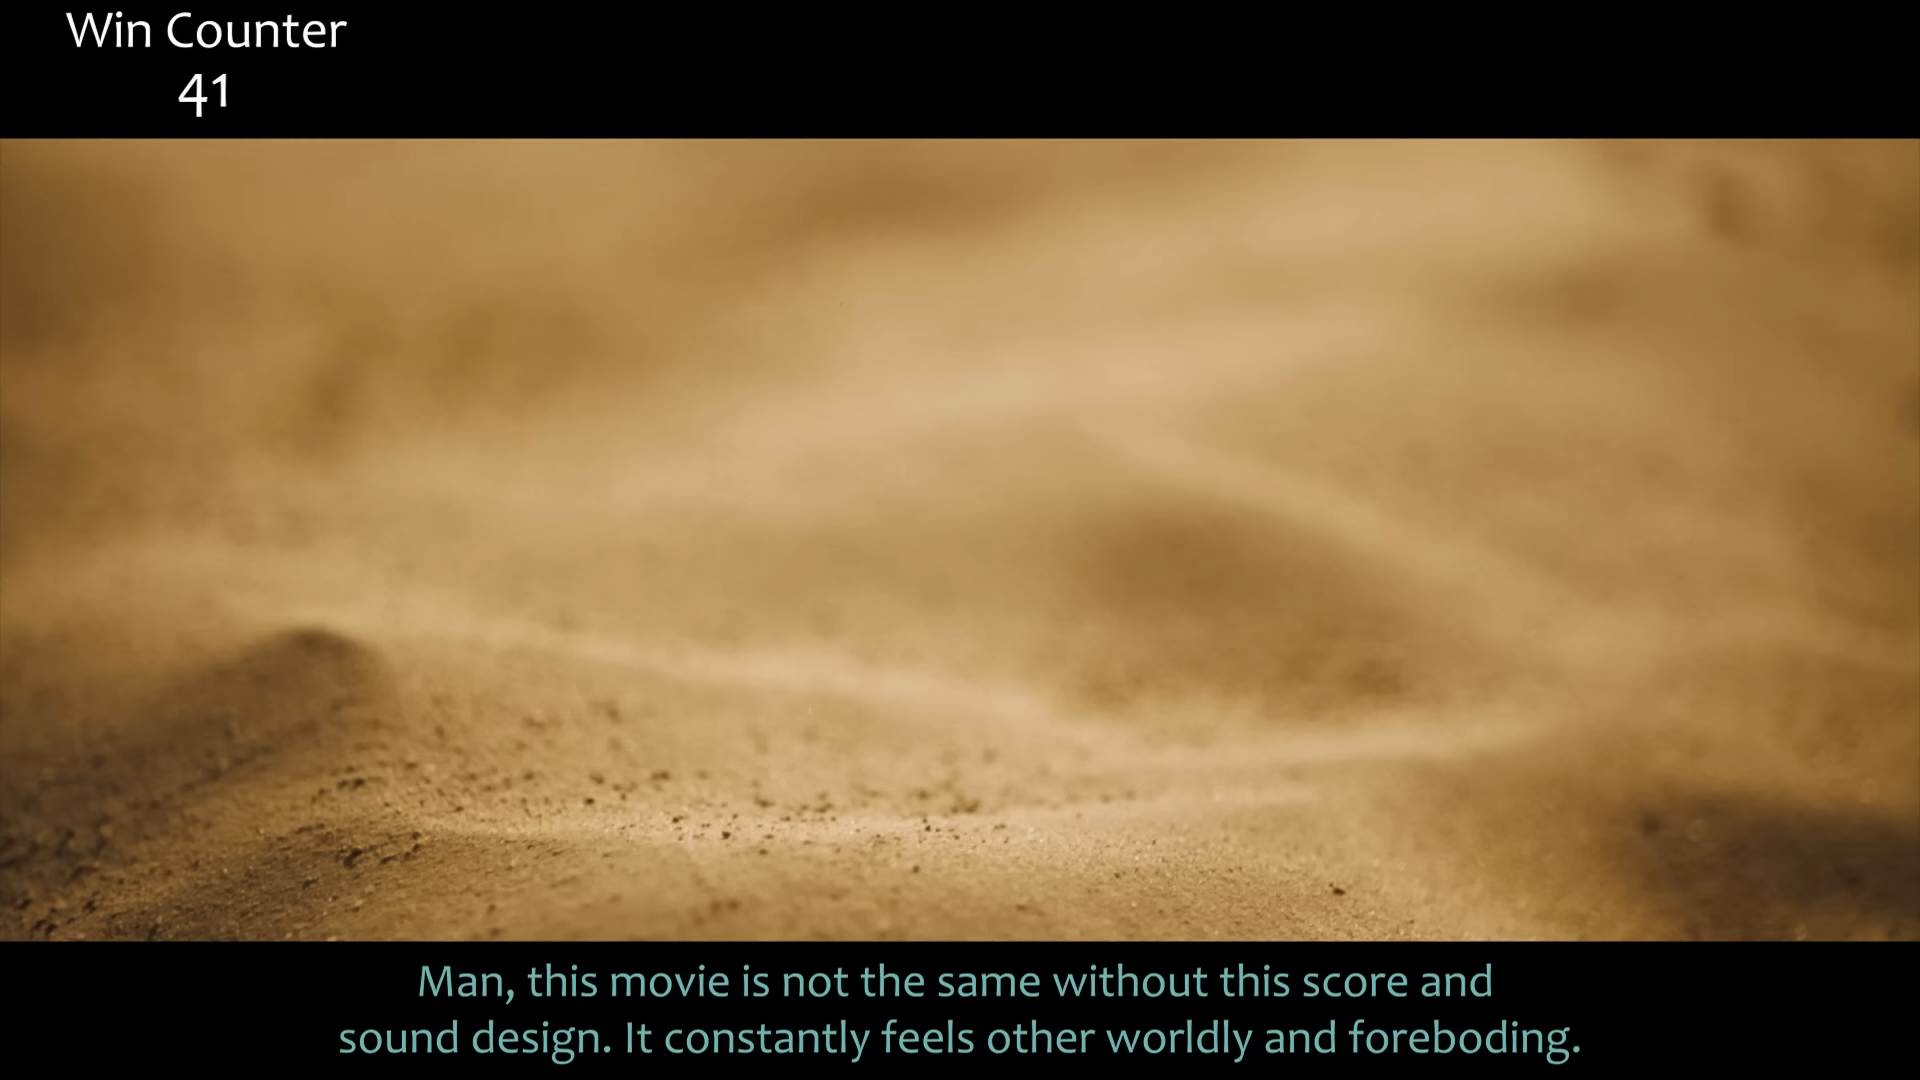 Win Counter
41
Man, this movie is not the same without this score and
sound design. It constantly feels other worldly and foreboding.